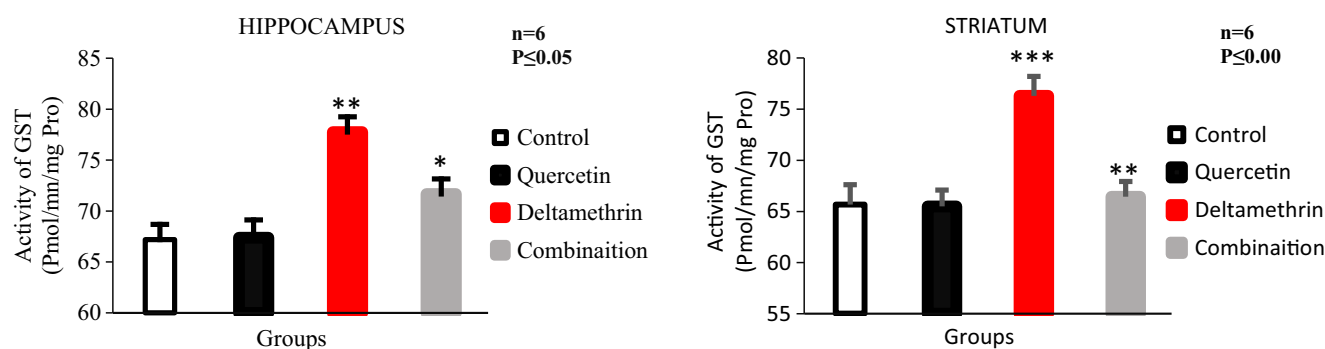 HIPPOCAMPUS
n=6
P≤0.05
Activity of GST
(Pmol/mn/mg Pro)
85
80
75
70
65
60
**
*
Control
Quercetin
Deltamethrin
Combinaition
Groups
STRIATUM
n=6
P≤0.00
Activity of GST
(Pmol/mn/mg Pro)
80
75
70
65
60
55
***
**
Control
Quercetin
Deltamethrin
Combinaition
Groups